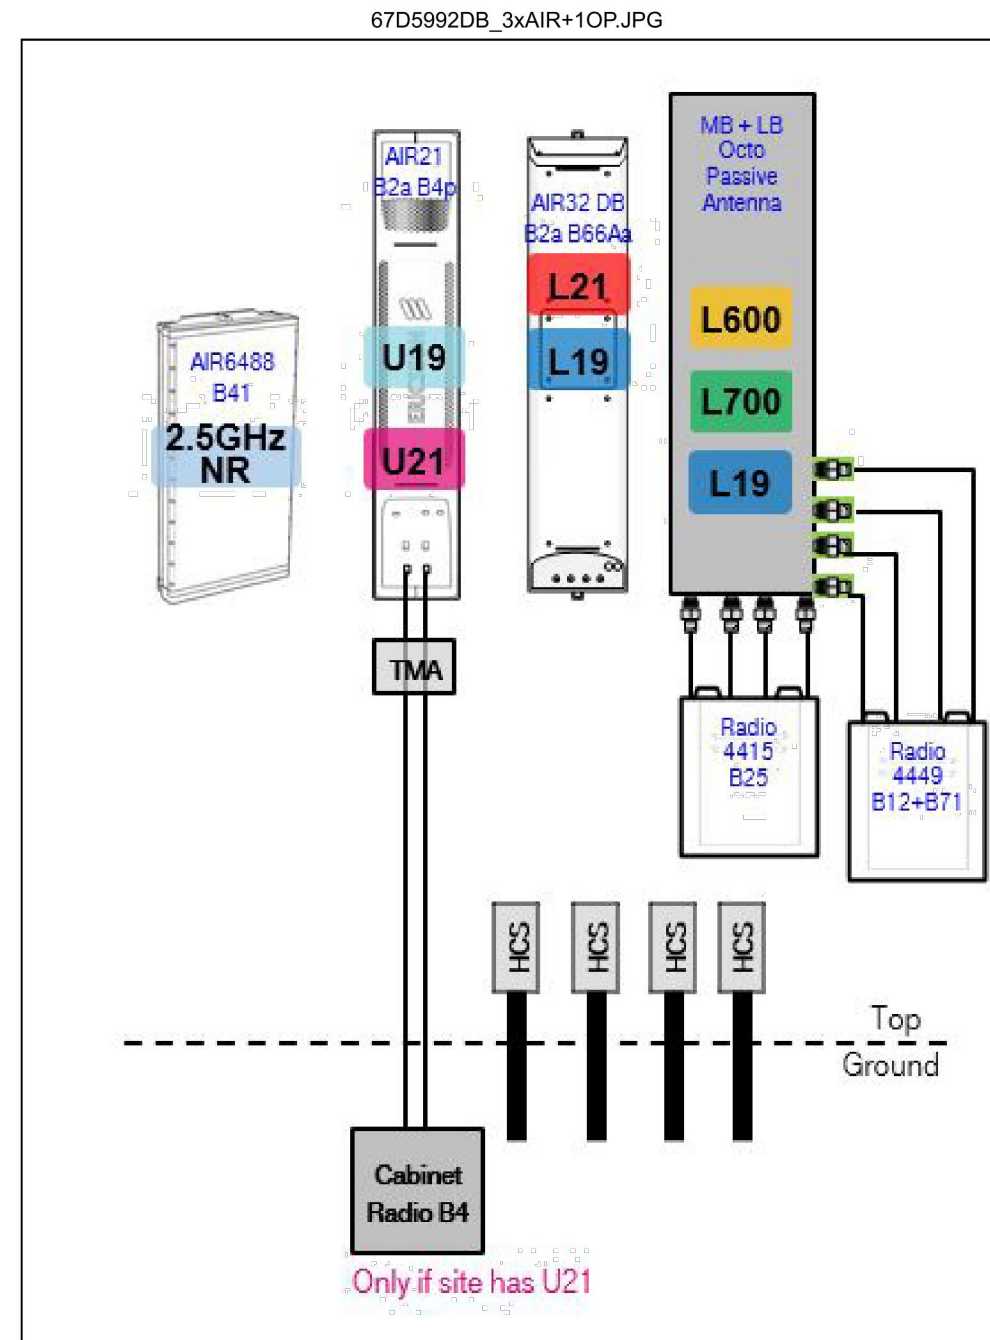 67D5992DB_3xAIR+1OP.JPG
MB + LB
Octo
Passive
Antenna
AIR21
B2a B4p
AIR32 DB
B2a B66Aa
L21
L600
AIR6488
B41
U19
L19
L700
2.5GHz
NR
U21
L19
TMA
Radio
4415
B25
Radio
4449
B12+B71
HCS
HCS
HCS
HCS
Top
Ground
Cabinet
Radio B4
Only if site has U21